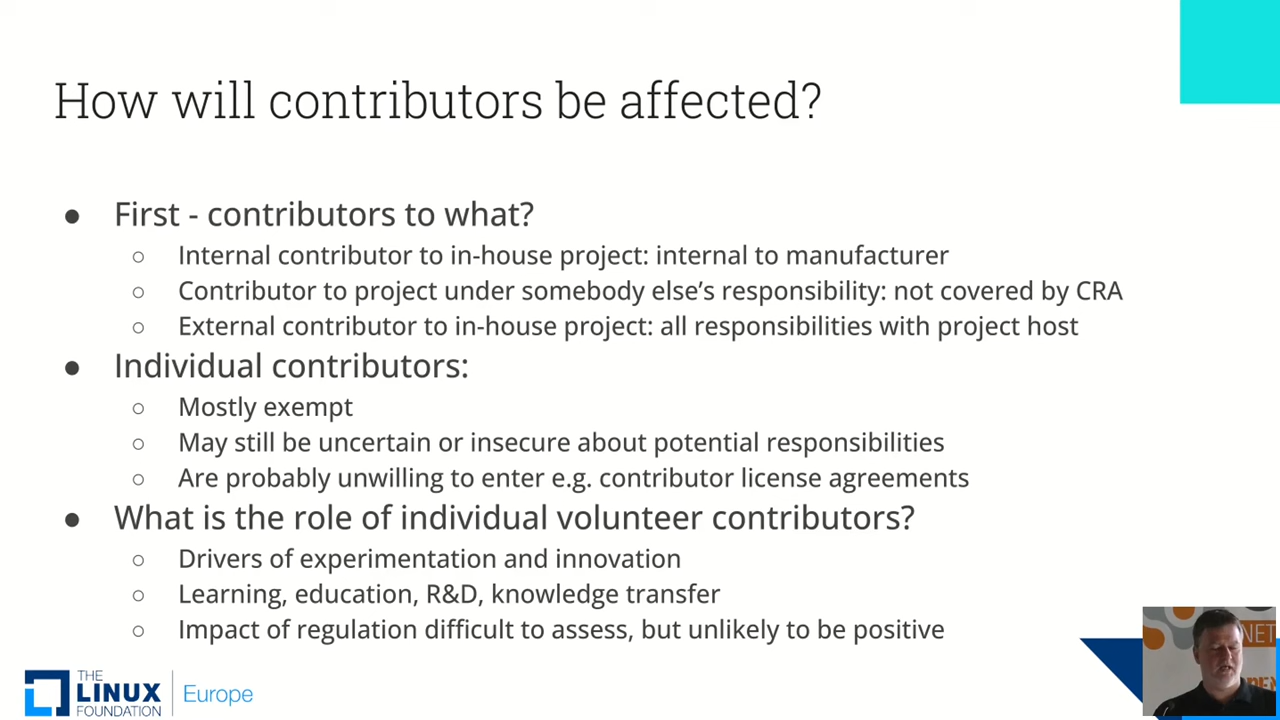 How will contributors be affected?
● First - contributors to what?
○ Internal contributor to in-house project: internal to manufacturer
○ Contributor to project under somebody else's responsibility: not covered by CRA
○ External contributor to in-house project: all responsibilities with project host
● Individual contributors:
○ Mostly exempt
○ May still be uncertain or insecure about potential responsibilities
○ Are probably unwilling to enter e.g. contributor license agreements
● What is the role of individual volunteer contributors?
○ Drivers of experimentation and innovation
○ Learning, education, R&D, knowledge transfer
○ Impact of regulation difficult to assess, but unlikely to be positive
THE
LINUX
FOUNDATION
Europe
NET